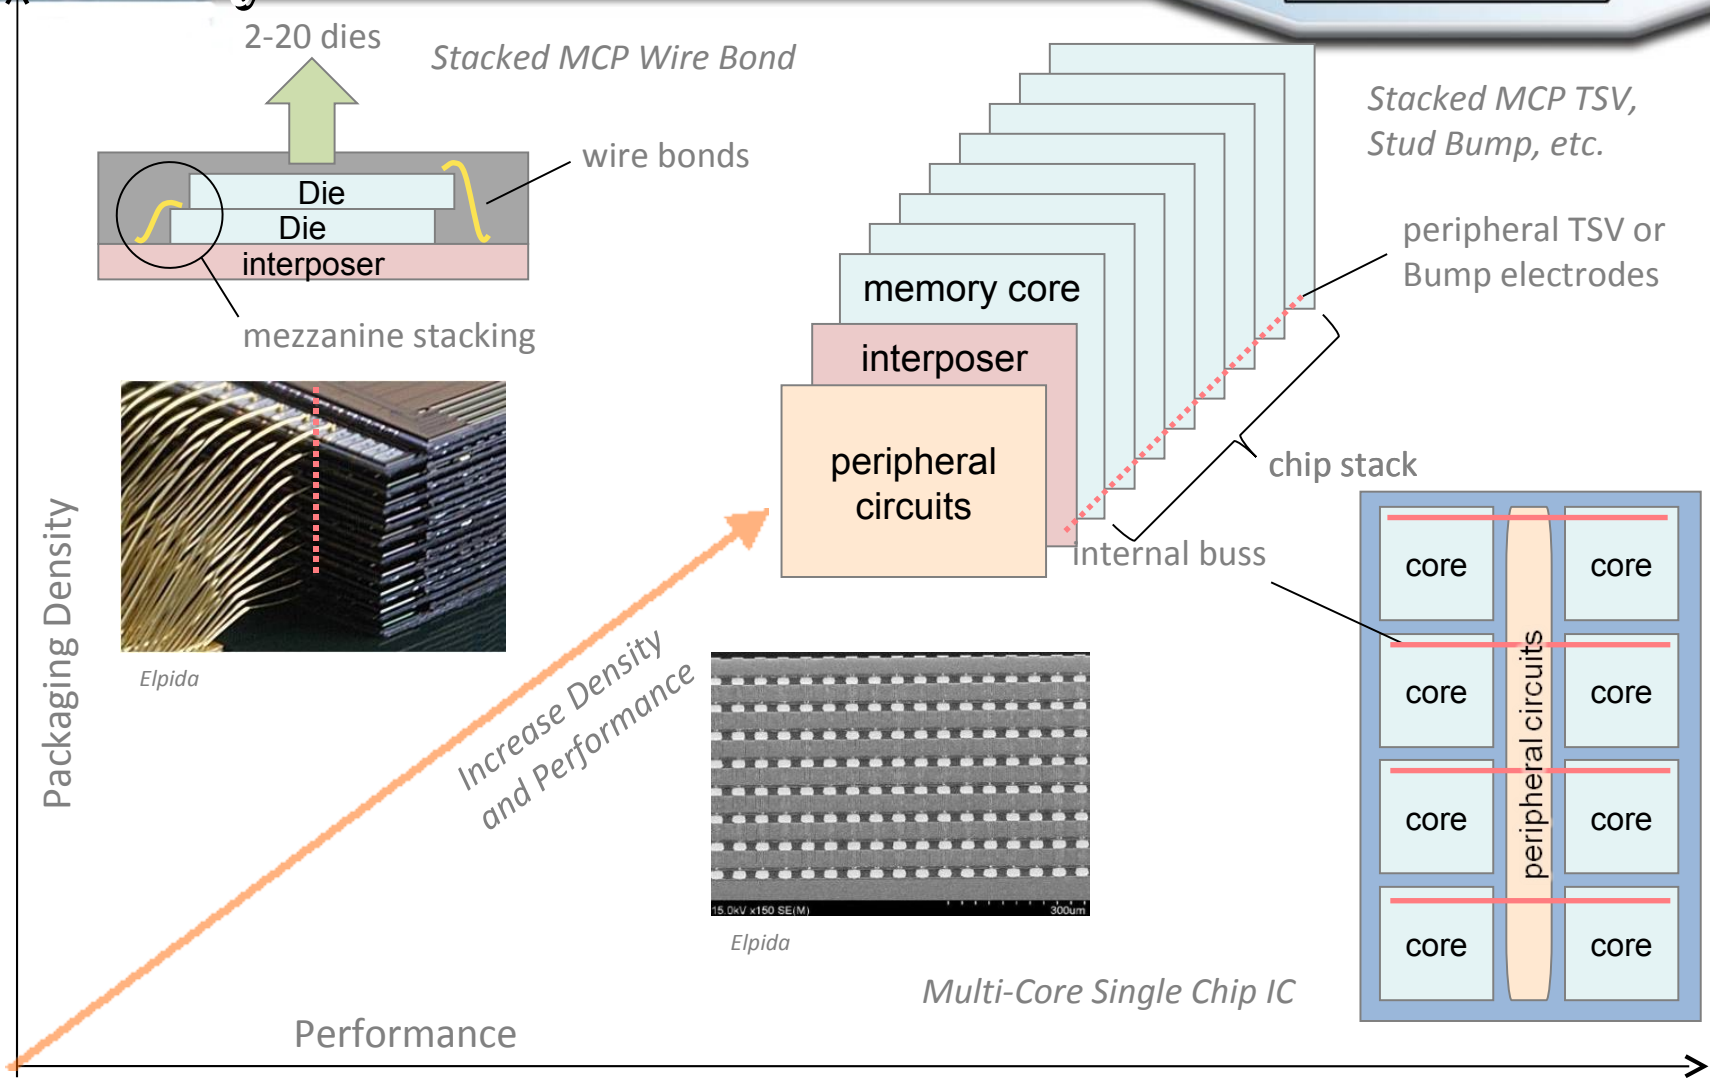 2-20 dies
Stacked MCP Wire Bond
Stacked MCP TSV,
Stud Bump, etc.
wire bonds
Die
Die
interposer
mezzanine stacking
peripheral TSV or
Bump electrodes
memory core
interposer
peripheral
circuits
chip stack
internal buss
Packaging Density
Elpida
Increase Density
and Performance
15.0kV x150 SE(M)
300um
Elpida
core
core
core
core
core
core
core
core
peripheral circuits
Multi-Core Single Chip IC
Performance